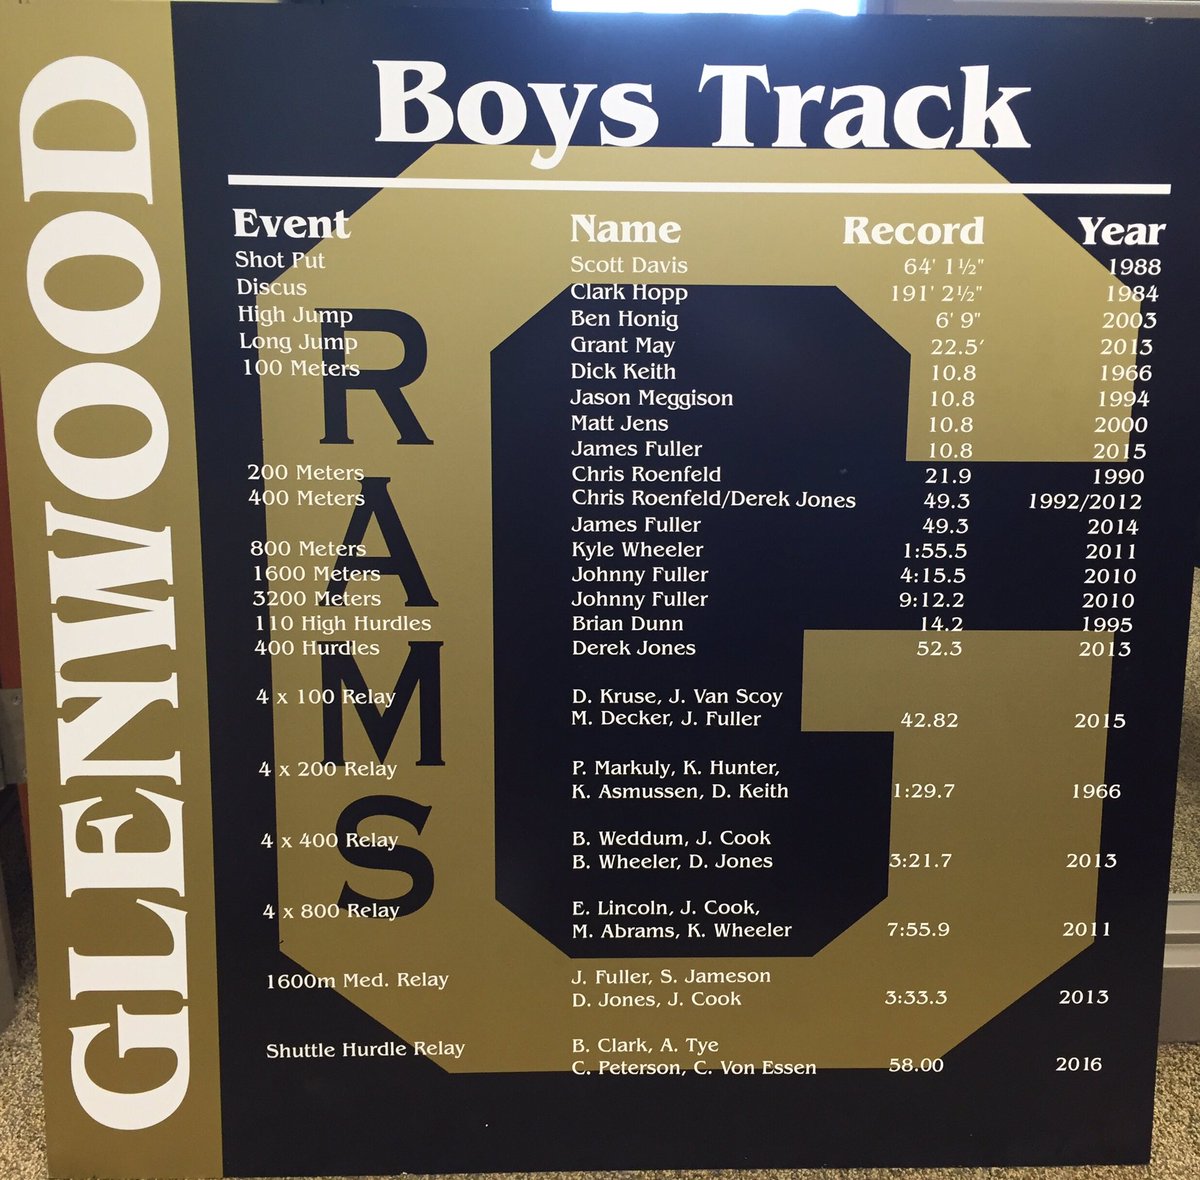 GLENWOOD
Boys Track
RAMS
Event Name Record Year
Shot Put Scott Davis 64' 1½" 1988
Discus Clark Hopp 191' 2½" 1984
High Jump Ben Honig 6' 9" 2003
Long Jump Grant May 22.5' 2013
100 Meters Dick Keith 10.8 1966
Jason Meggison 10.8 1994
Matt Jens 10.8 2000
James Fuller 10.8 2015
200 Meters Chris Roenfeld 21.9 1990
400 Meters Chris Roenfeld/Derek Jones 49.3 1992/2012
James Fuller 49.3 2014
800 Meters Kyle Wheeler 1:55.5 2011
1600 Meters Johnny Fuller 4:15.5 2010
3200 Meters Johnny Fuller 9:12.2 2010
110 High Hurdles Brian Dunn 14.2 1995
400 Hurdles Derek Jones 52.3 2013
4 x 100 Relay D. Kruse, J. Van Scoy
M. Decker, J. Fuller 42.82 2015
4 x 200 Relay P. Markuly, K. Hunter,
K. Asmussen, D. Keith 1:29.7 1966
4 x 400 Relay B. Weddum, J. Cook
B. Wheeler, D. Jones 3:21.7 2013
4 x 800 Relay E. Lincoln, J. Cook,
M. Abrams, K. Wheeler 7:55.9 2011
1600m Med. Relay J. Fuller, S. Jameson
D. Jones, J. Cook 3:33.3 2013
Shuttle Hurdle Relay B. Clark, A. Tye
C. Peterson, C. Von Essen 58.00 2016